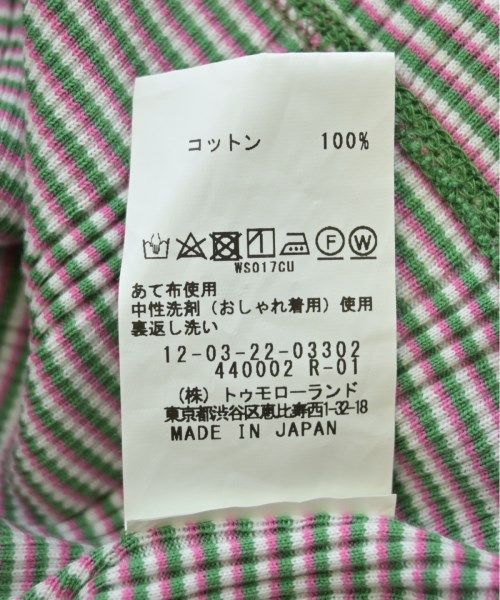 コットン 100%
F W
WS017CU
あて布使用
中性洗剤(おしゃれ着用)使用
裏返し洗い
12-03-22-03302
440002 R-01
(株) トゥモローランド
東京都渋谷区恵比寿西1-32-18
MADE IN JAPAN